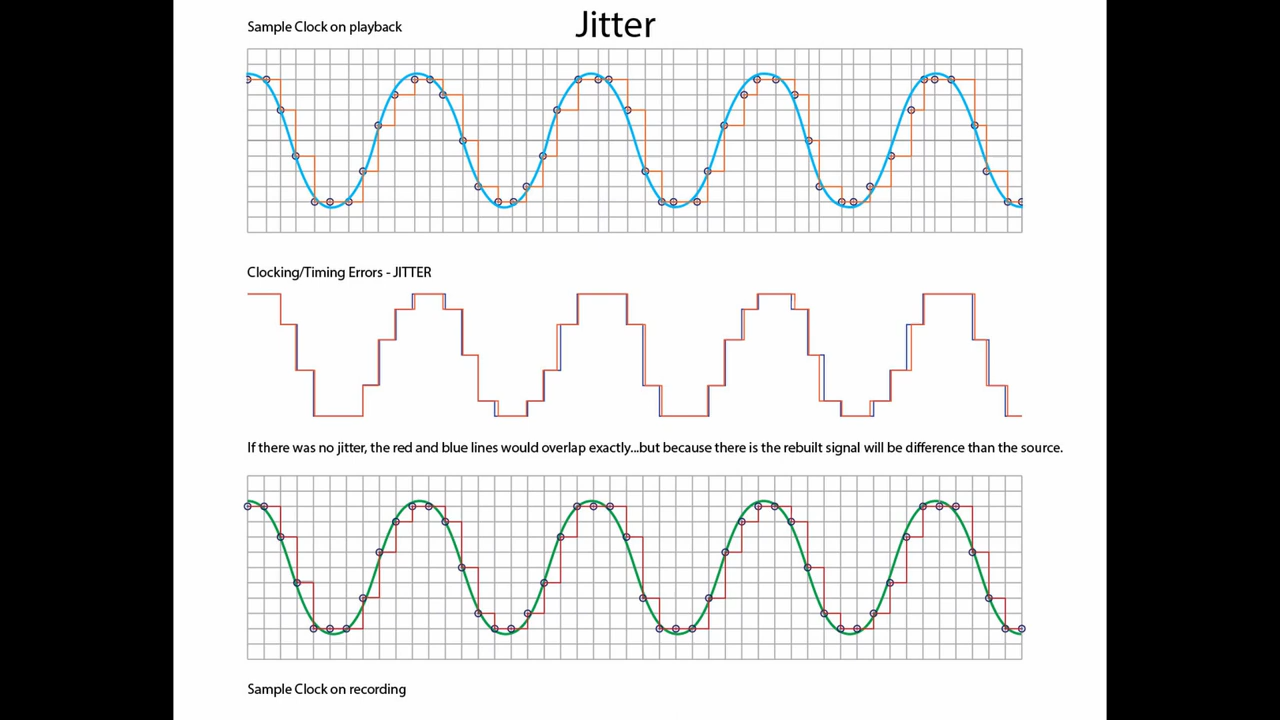 Jitter
Sample Clock on playback
Clocking/Timing Errors - JITTER
If there was no jitter, the red and blue lines would overlap exactly...but because there is the rebuilt signal will be difference than the source.
Sample Clock on recording